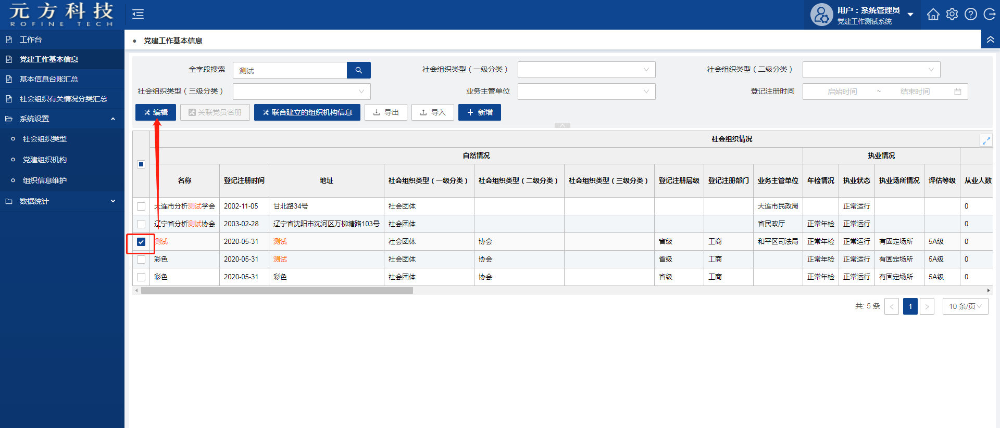 元方科技
ROFINE TECH
用户：系统管理员
党建工作测试系统
工作台
党建工作基本信息
基本信息台账汇总
社会组织有关情况分类汇总
系统设置
社会组织类型
党建组织机构
组织信息维护
数据统计
党建工作基本信息
全字段搜索 测试 社会组织类型（一级分类） 社会组织类型（二级分类）
社会组织类型（三级分类） 业务主管单位 登记注册时间 启始时间 ~ 结束时间
编辑 关联党员名册 联合建立的组织机构信息 导出 导入 新增
社会组织情况
自然情况 执业情况
名称 登记注册时间 地址 社会组织类型（一级分类） 社会组织类型（二级分类） 社会组织类型（三级分类） 登记注册层级 登记注册部门 业务主管单位 年检情况 执业状态 执业场所情况 评估等级 从业人数
大连市分析测试学会 2002-11-05 甘北路34号 社会团体 大连市民政局 正常运行 0
辽宁省分析测试协会 2003-02-28 辽宁省沈阳市沈河区万柳塘路103号 社会团体 省民政厅 正常年检 正常运行 0
测试 2020-05-31 测试 社会团体 协会 省级 工商 和平区司法局 正常年检 正常运行 有固定场所 5A级 0
彩色 2020-05-31 测试 社会团体 协会 省级 工商 正常年检 正常运行 有固定场所 5A级 0
彩色 2020-05-31 彩色 社会团体 协会 省级 工商 正常年检 正常运行 有固定场所 5A级 0
共: 5 条 < 1 > 10 条/页